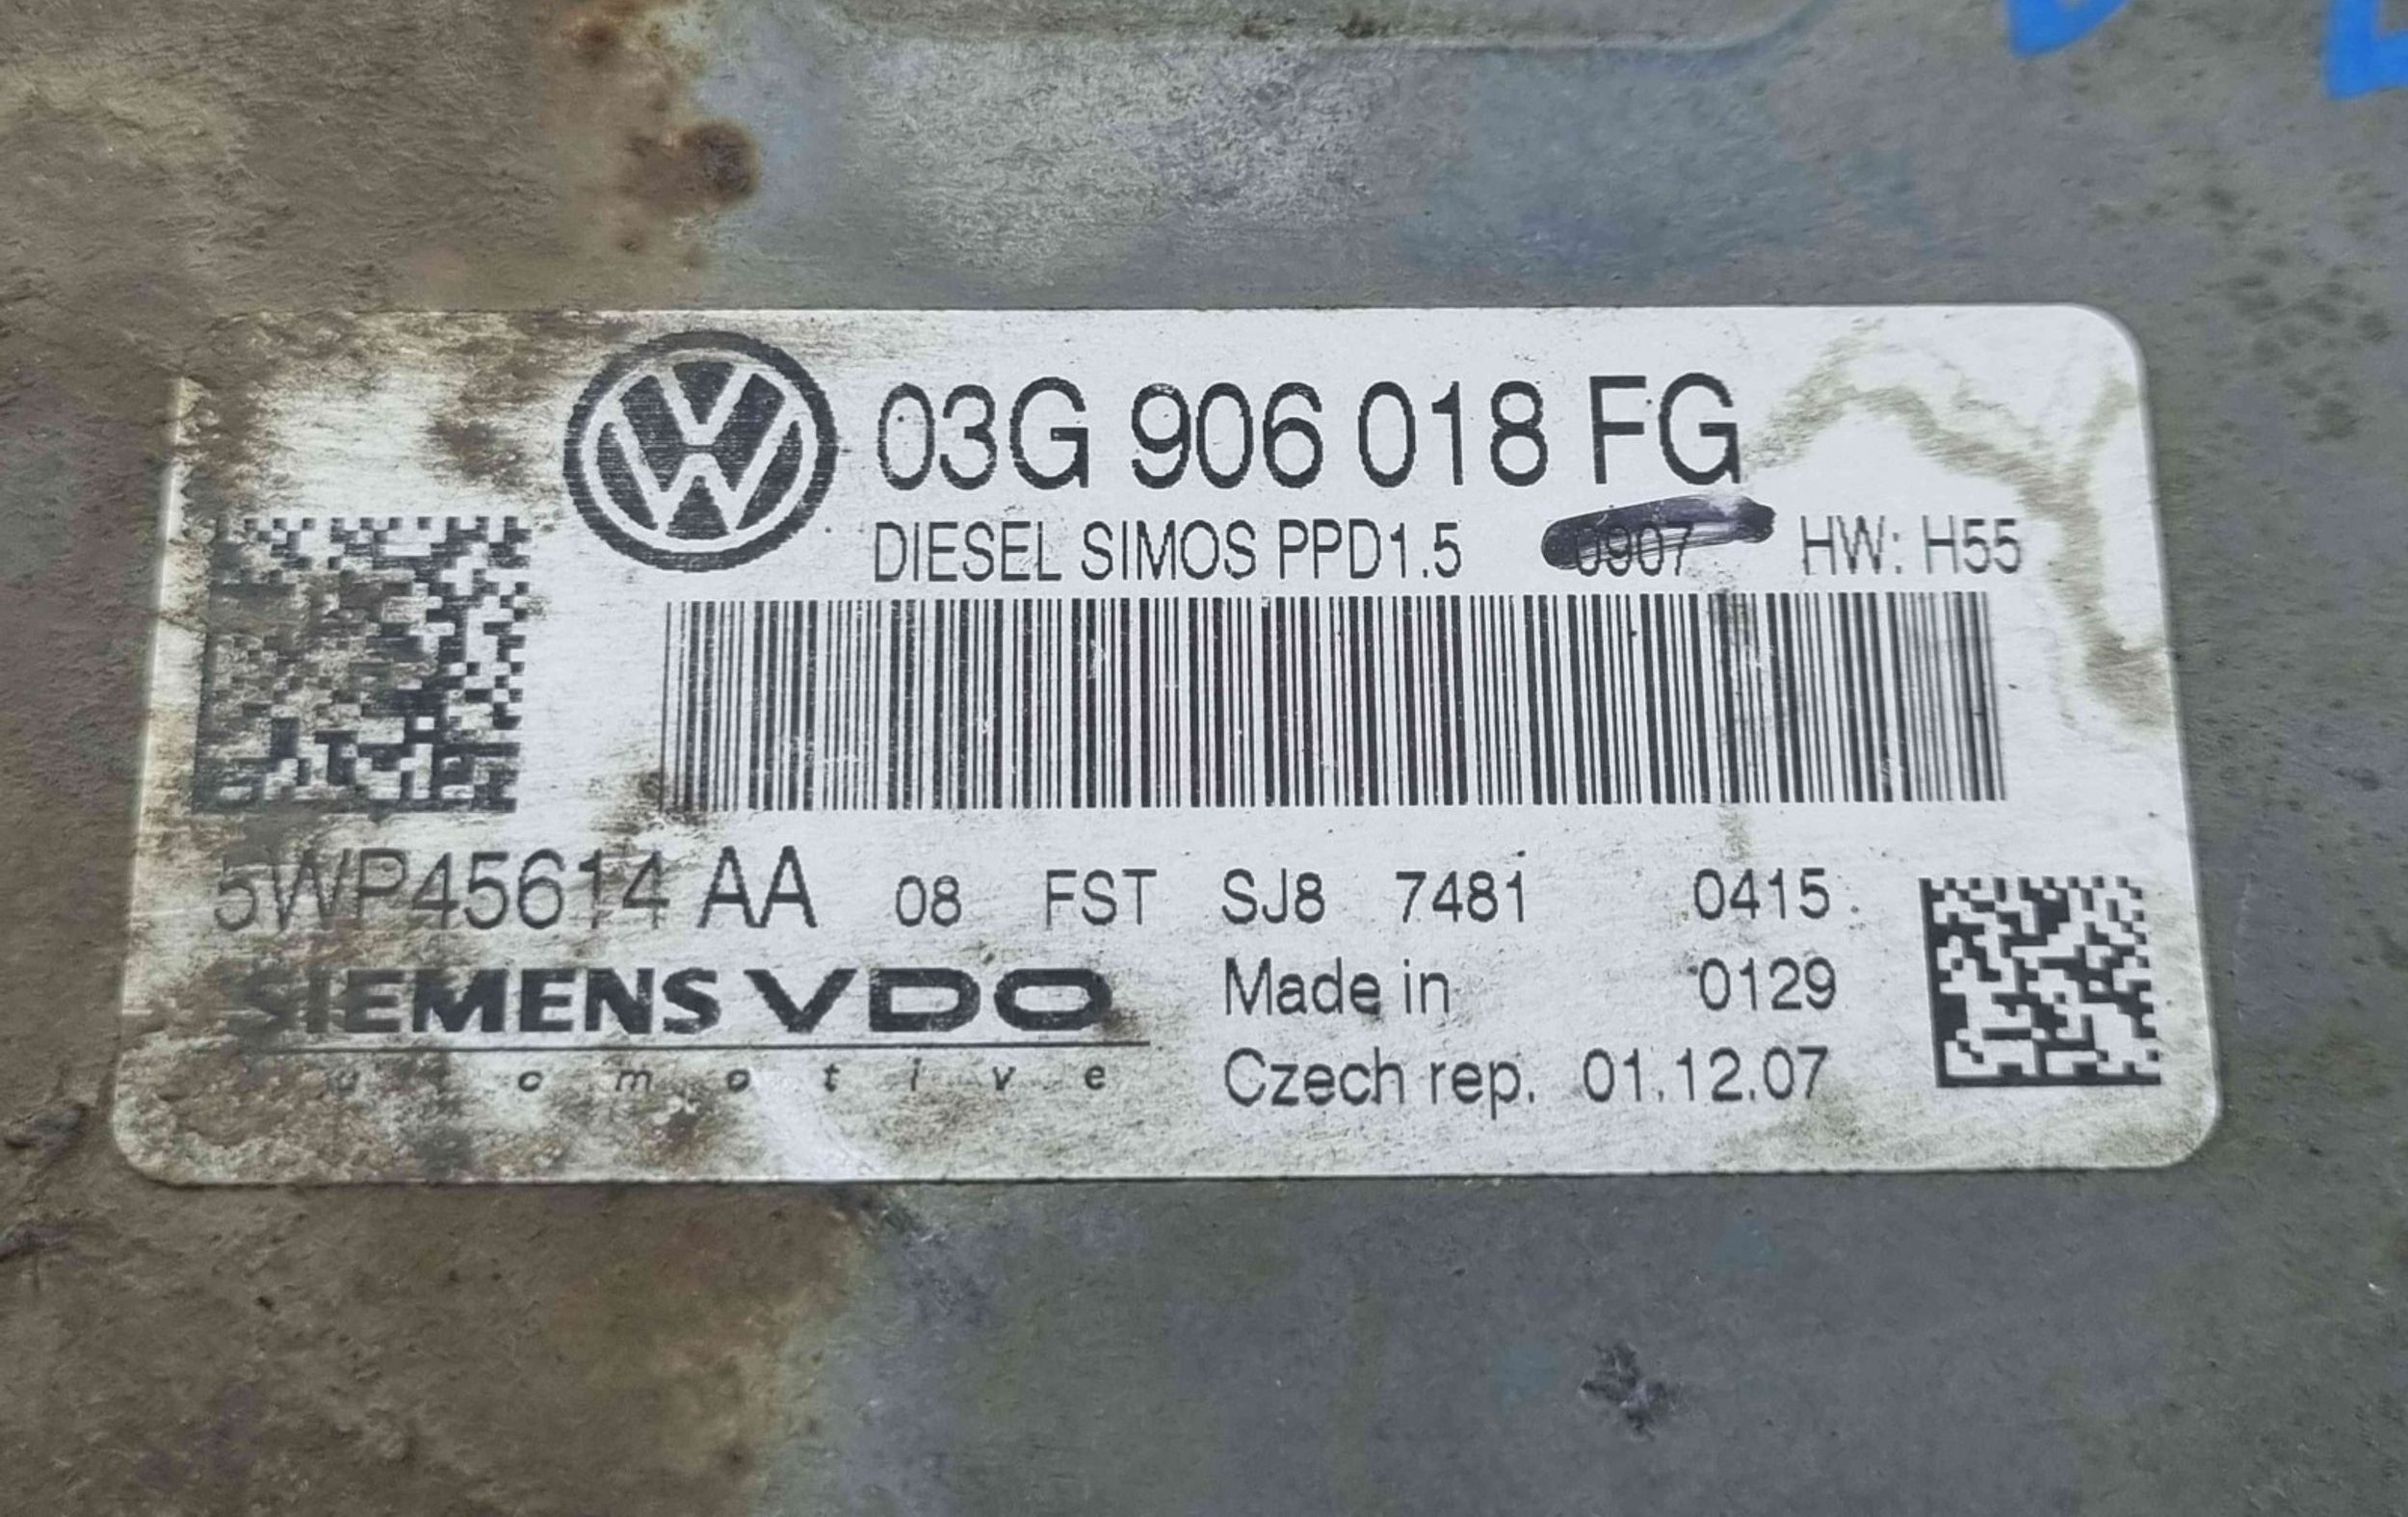 03G 906 018 FG
DIESEL SIMOS PPD1.5 0907 HW: H55
5WP45614 AA 08 FST SJ8 7481 0415
SIEMENS VDO
automotive
Made in 0129
Czech rep. 01.12.07